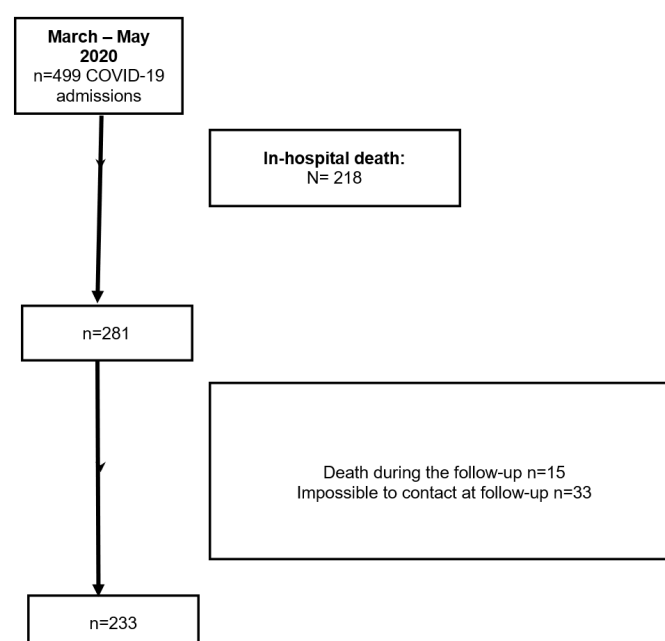 March – May
2020
n=499 COVID-19
admissions
In-hospital death:
N= 218
n=281
Death during the follow-up n=15
Impossible to contact at follow-up n=33
n=233